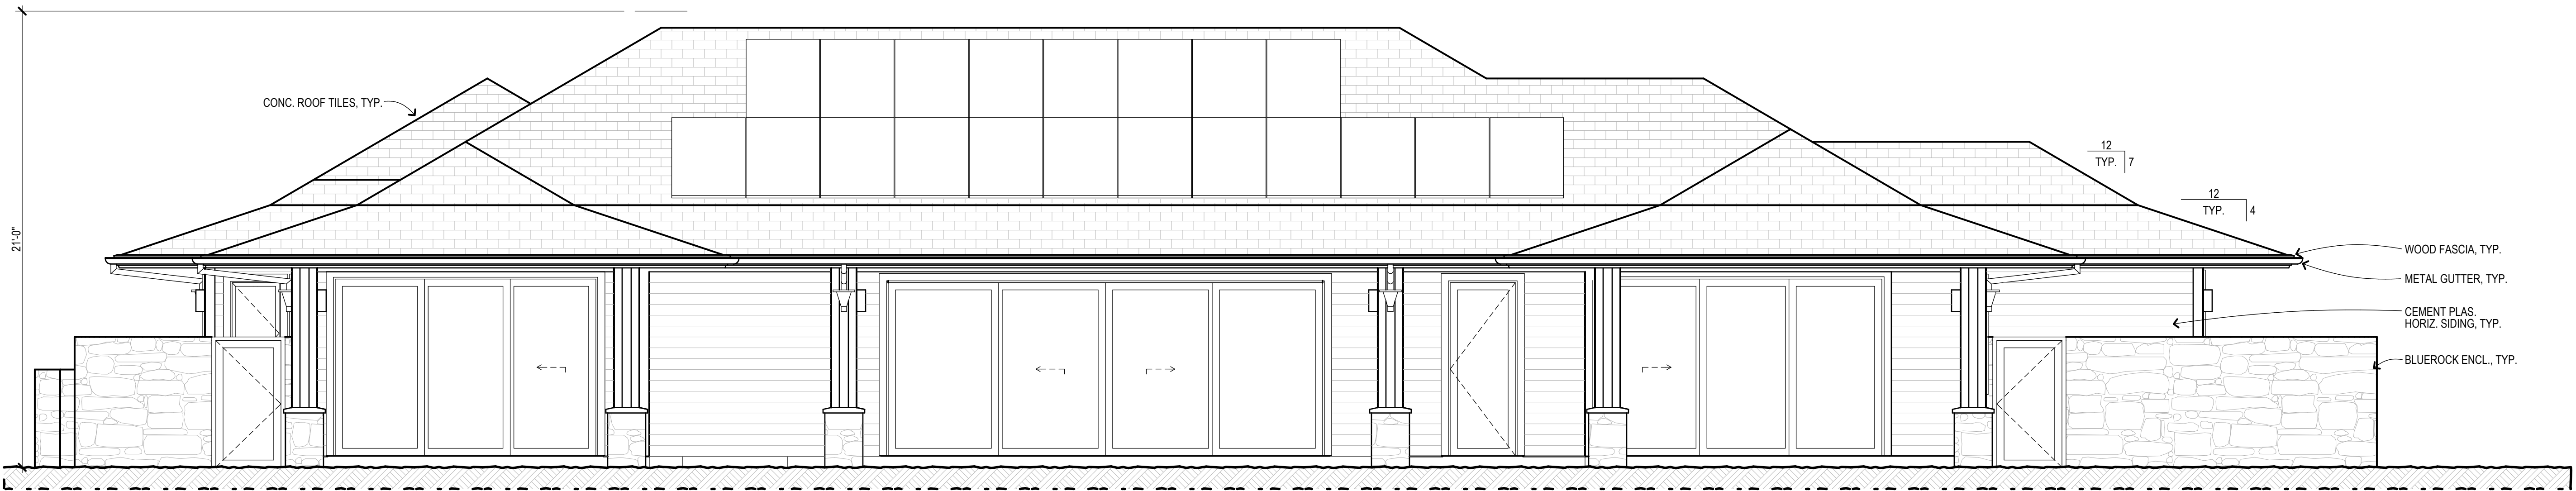 CONC. ROOF TILES, TYP.
12
TYP. 7
12
TYP. 4
21'-0"
WOOD FASCIA, TYP.
METAL GUTTER, TYP.
CEMENT PLAS.
HORIZ. SIDING, TYP.
BLUEROCK ENCL., TYP.